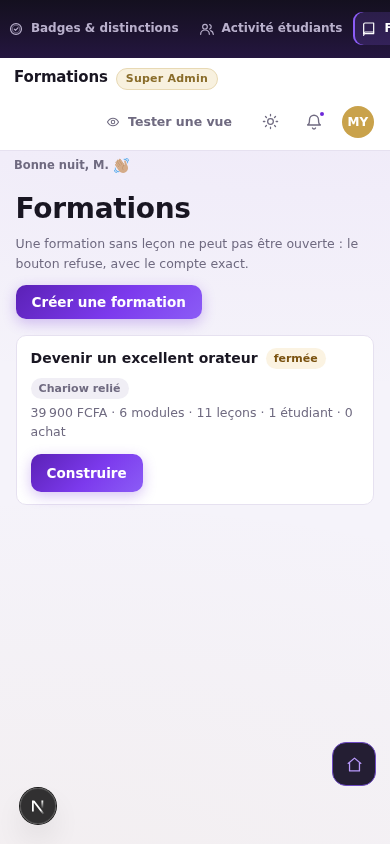 Badges & distinctions
Activité étudiants
Formations
Super Admin
Tester une vue
MY
Bonne nuit, M.
Formations
Une formation sans leçon ne peut pas être ouverte : le
bouton refuse, avec le compte exact.
Créer une formation
Devenir un excellent orateur
fermée
Chariow relié
39 900 FCFA · 6 modules · 11 leçons · 1 étudiant · 0
achat
Construire
N